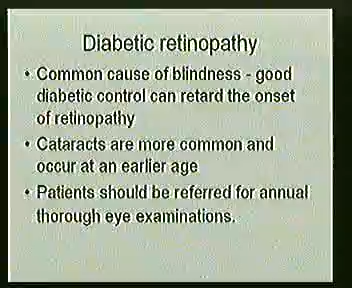 Diabetic retinopathy
• Common cause of blindness - good
diabetic control can retard the onset
of retinopathy
• Cataracts are more common and
occur at an earlier age
• Patients should be referred for annual
thorough eye examinations.